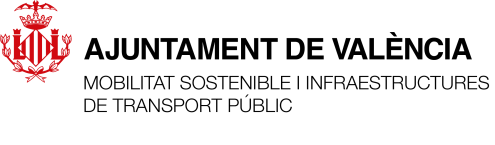 AJUNTAMENT DE VALÈNCIA
MOBILITAT SOSTENIBLE I INFRAESTRUCTURES
DE TRANSPORT PÚBLIC